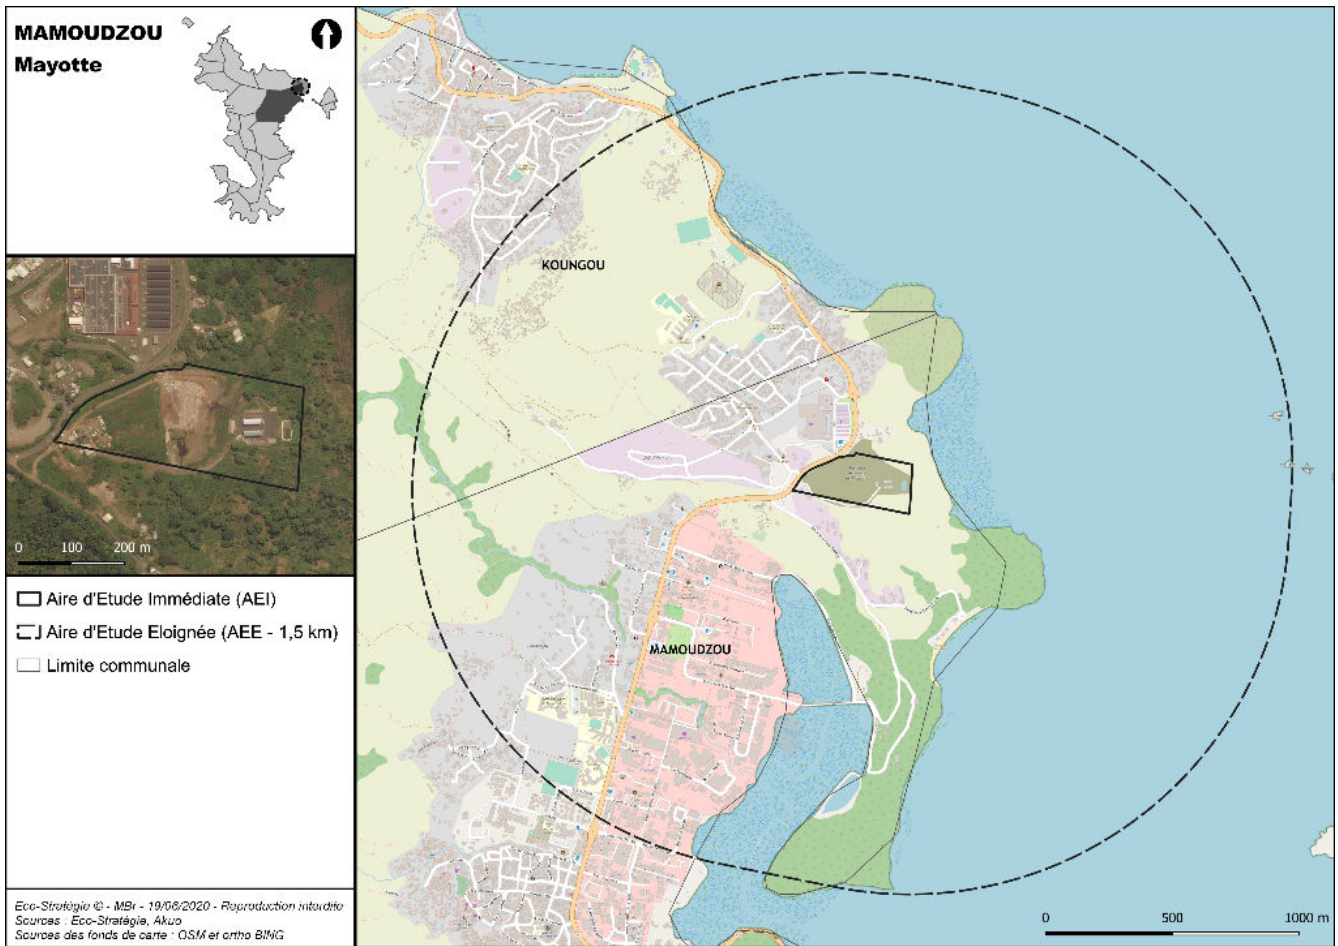 MAMOUDZOU
Mayotte
0 100 200 m
Aire d'Etude Immédiate (AEI)
Aire d'Etude Eloignée (AEE - 1,5 km)
Limite communale
Eco-Stratégie © - MBr - 19/06/2020 - Reproduction interdite
Sources : Eco-Stratégie, Akuo
Sources des fonds de carte : OSM et ortho BING
KOUNGOU
MAMOUDZOU
0 500 1000 m